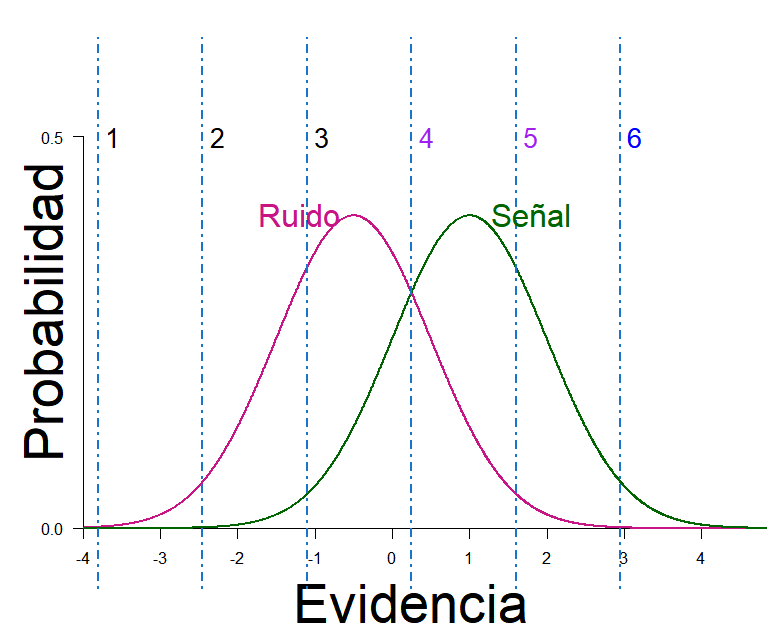 0.5
1 2 3 4 5 6
Ruido Señal
Probabilidad
0.0
-4 -3 -2 -1 0 1 2 3 4
Evidencia